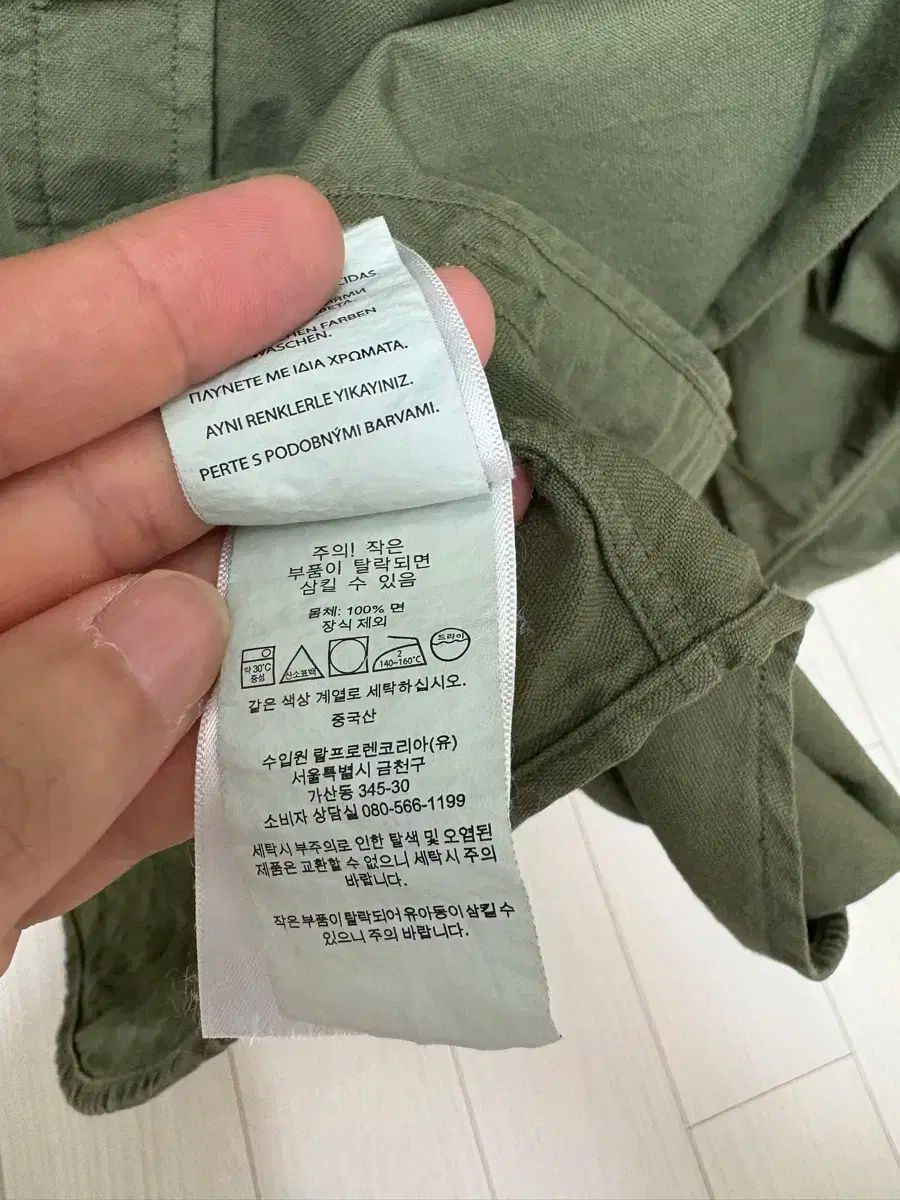 ПЛУNETE ΜΕ ΙΔΙΑ ΧΡΩΜΑΤΑ.
AYNI RENKLERLE YIKAYINIZ.
PERTE S PODOBNÝMI BARVAMI.
주의! 작은
부품이 탈락되면
삼킬 수 있음
몸체: 100% 면
장식 제외
약 30℃
중성
산소표백
2
140~160℃
드라이
같은 색상 계열로 세탁하십시오.
중국산
수입원 랄프로렌코리아(유)
서울특별시 금천구
가산동 345-30
소비자 상담실 080-566-1199
세탁시 부주의로 인한 탈색 및 오염된
제품은 교환할 수 없으니 세탁시 주의
바랍니다.
작은 부품이 탈락되어 유아동이 삼킬 수
있으니 주의 바랍니다.